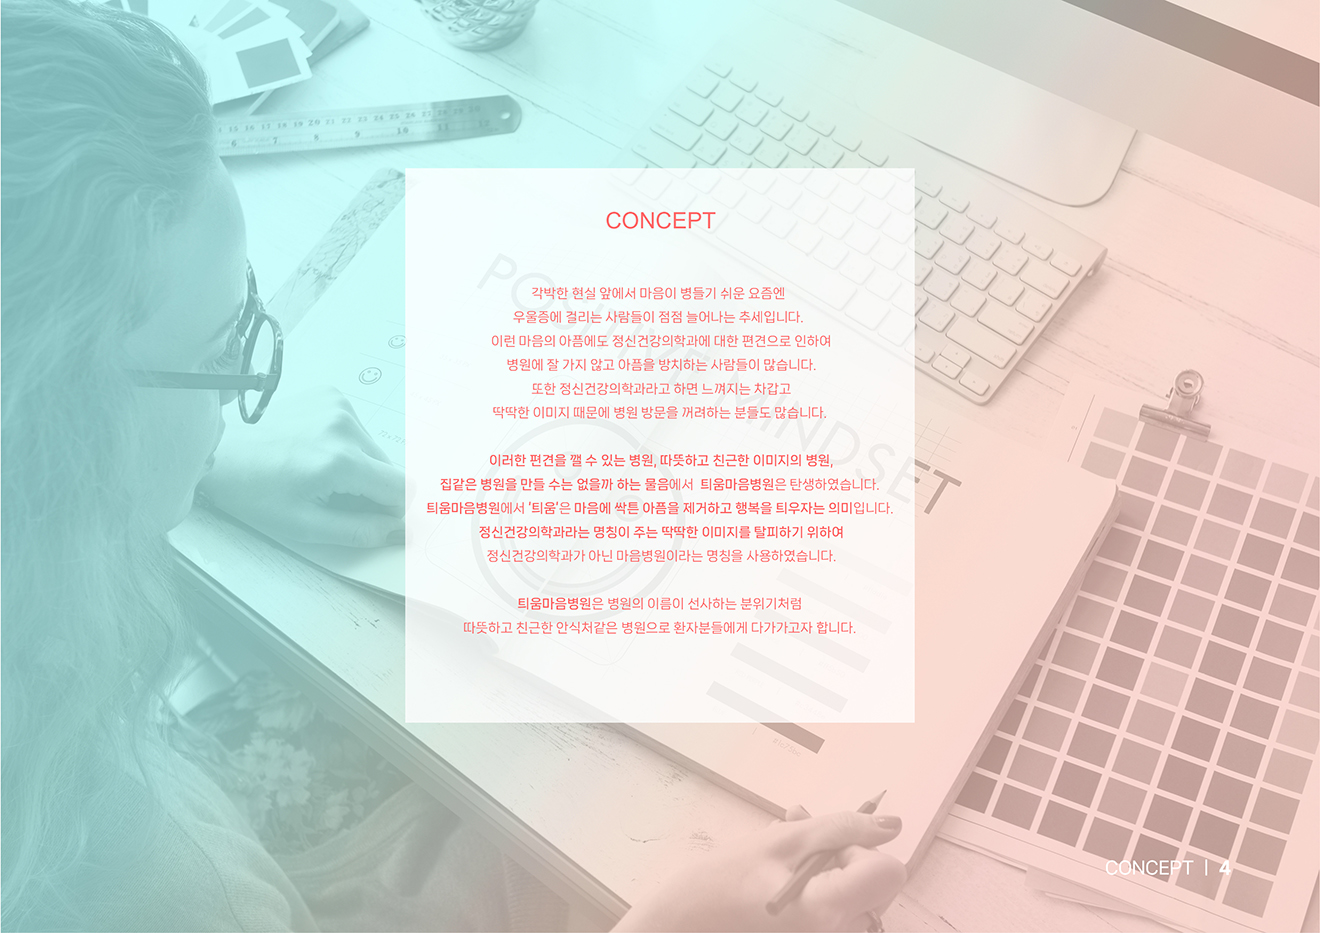 CONCEPT
각박한 현실 앞에서 마음이 병들기 쉬운 요즘엔
우울증에 걸리는 사람들이 점점 늘어나는 추세입니다.
이런 마음의 아픔에도 정신건강의학과에 대한 편견으로 인하여
병원에 잘 가지 않고 아픔을 방치하는 사람들이 많습니다.
또한 정신건강의학과라고 하면 느껴지는 차갑고
딱딱한 이미지 때문에 병원 방문을 꺼려하는 분들도 많습니다.
이러한 편견을 깰 수 있는 병원, 따뜻하고 친근한 이미지의 병원,
집같은 병원을 만들 수는 없을까 하는 물음에서 틔움마음병원은 탄생하였습니다.
틔움마음병원에서 '틔움'은 마음에 싹튼 아픔을 제거하고 행복을 틔우자는 의미입니다.
정신건강의학과라는 명칭이 주는 딱딱한 이미지를 탈피하기 위하여
정신건강의학과가 아닌 마음병원이라는 명칭을 사용하였습니다.
틔움마음병원은 병원의 이름이 선사하는 분위기처럼
따뜻하고 친근한 안식처같은 병원으로 환자분들에게 다가가고자 합니다.
POSITIVE MINDSET
CONCEPT | 4